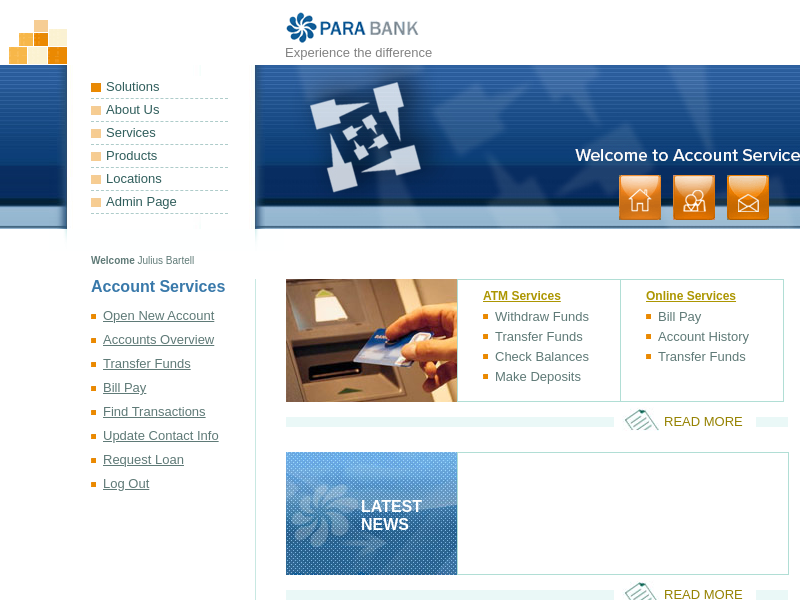 PARA BANK
Experience the difference
Solutions
About Us
Services
Products
Locations
Admin Page
Welcome to Account Service
Welcome Julius Bartell
Account Services
Open New Account
Accounts Overview
Transfer Funds
Bill Pay
Find Transactions
Update Contact Info
Request Loan
Log Out
ATM Services
Withdraw Funds
Transfer Funds
Check Balances
Make Deposits
Online Services
Bill Pay
Account History
Transfer Funds
READ MORE
LATEST
NEWS
READ MORE